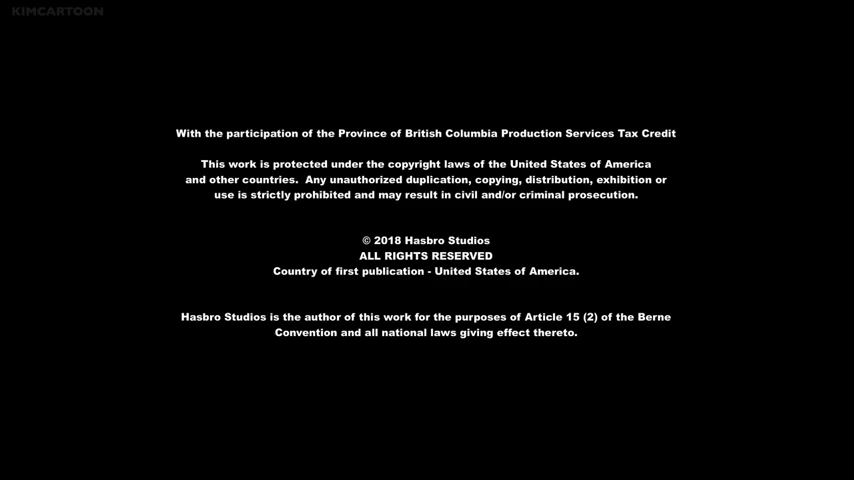 KIMCARTOON
With the participation of the Province of British Columbia Production Services Tax Credit
This work is protected under the copyright laws of the United States of America
and other countries.  Any unauthorized duplication, copying, distribution, exhibition or
use is strictly prohibited and may result in civil and/or criminal prosecution.
© 2018 Hasbro Studios
ALL RIGHTS RESERVED
Country of first publication - United States of America.
Hasbro Studios is the author of this work for the purposes of Article 15 (2) of the Berne
Convention and all national laws giving effect thereto.